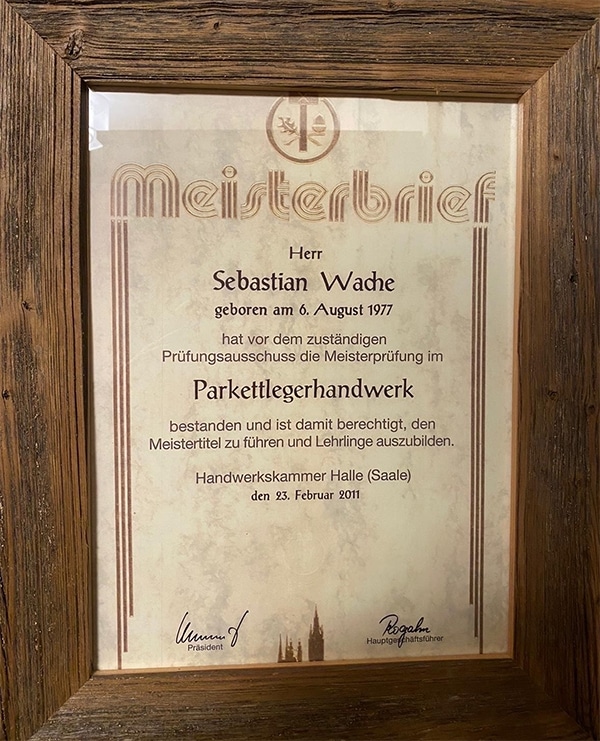 Meisterbrief
Herr
Sebastian Wache
geboren am 6. August 1977
hat vor dem zuständigen
Prüfungsausschuss die Meisterprüfung im
Parkettlegerhandwerk
bestanden und ist damit berechtigt, den
Meistertitel zu führen und Lehrlinge auszubilden.
Handwerkskammer Halle (Saale)
den 23. Februar 2011
Präsident
Hauptgeschäftsführer